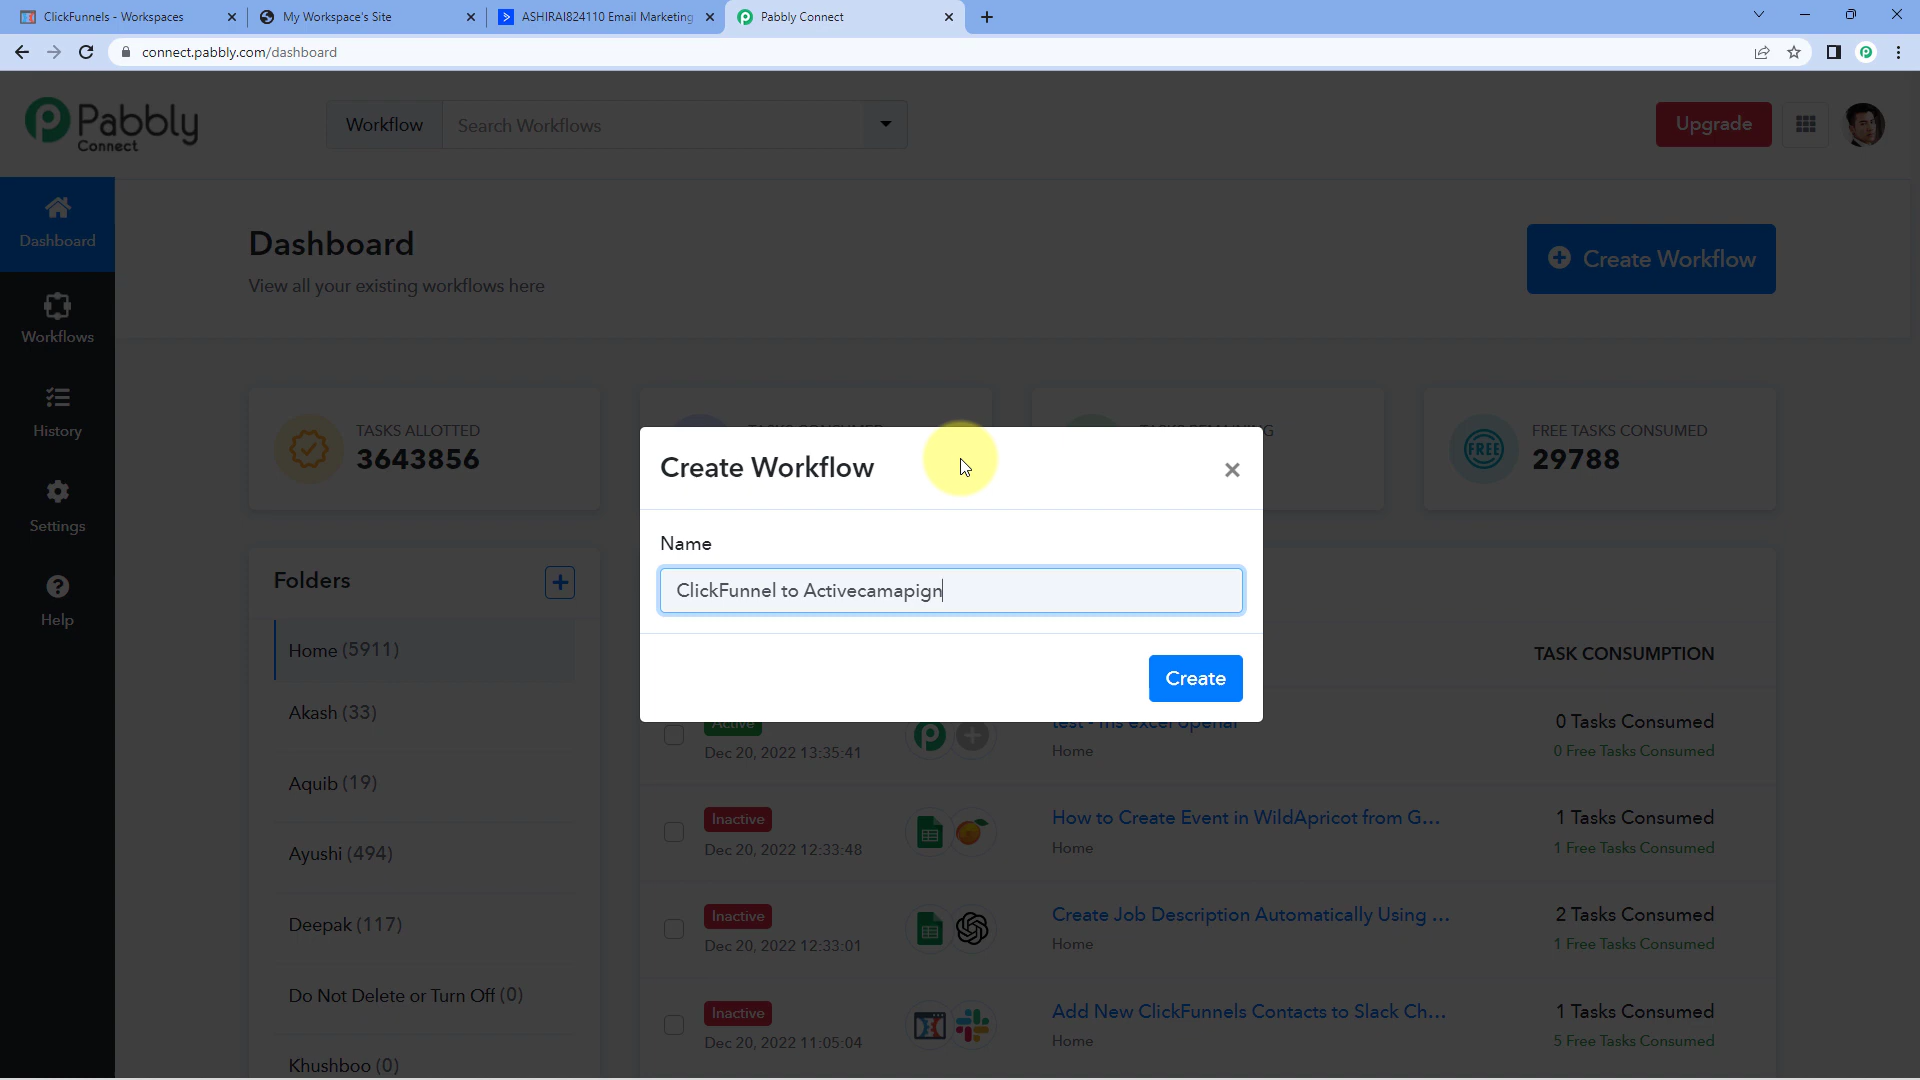 ClickFunnels - Workspaces
My Workspace's Site
ASHIRAI824110 Email Marketing
Pabbly Connect
connect.pabbly.com/dashboard
Pabbly
Connect
Workflow
Search Workflows
Upgrade
Dashboard
Workflows
History
Settings
Help
Dashboard
View all your existing workflows here
Create Workflow
TASKS ALLOTTED
3643856
FREE
FREE TASKS CONSUMED
29788
Create Workflow
Name
ClickFunnel to Activecamapign
Create
Folders
Home (5911)
Akash (33)
Aquib (19)
Ayushi (494)
Deepak (117)
Do Not Delete or Turn Off (0)
Khushboo (0)
TASK CONSUMPTION
Active
Dec 20, 2022 13:35:41
test - ms excel openai
Home
0 Tasks Consumed
0 Free Tasks Consumed
Inactive
Dec 20, 2022 12:33:48
How to Create Event in WildApricot from G...
Home
1 Tasks Consumed
1 Free Tasks Consumed
Inactive
Dec 20, 2022 12:33:01
Create Job Description Automatically Using ...
Home
2 Tasks Consumed
1 Free Tasks Consumed
Inactive
Dec 20, 2022 11:05:04
Add New ClickFunnels Contacts to Slack Ch...
Home
1 Tasks Consumed
5 Free Tasks Consumed